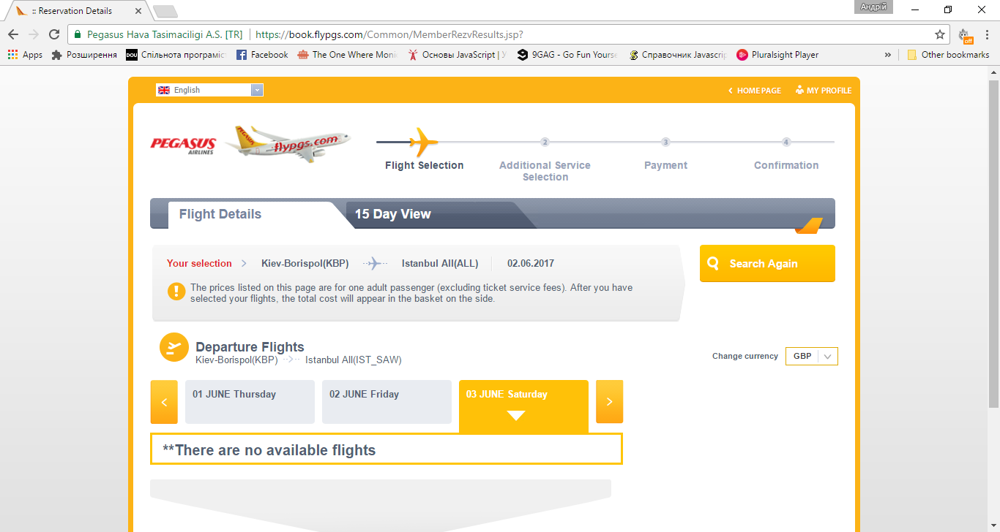 :: Reservation Details
Андрій
Pegasus Hava Tasimaciligi A.S. [TR]
https://book.flypgs.com/Common/MemberRezvResults.jsp?
off
Apps
Розширення
DOU
Спільнота програміс
Facebook
The One Where Moni
Основы JavaScript | У
9GAG - Go Fun Yourse
Справочник Javascrip
Pluralsight Player
»
Other bookmarks
English
HOMEPAGE
MY PROFILE
PEGASUS
AIRLINES
flypgs.com
2
3
4
Flight Selection
Additional Service
Selection
Payment
Confirmation
Flight Details
15 Day View
Your selection
Kiev-Borispol(KBP)
Istanbul All(ALL)
02.06.2017
Search Again
The prices listed on this page are for one adult passenger (excluding ticket service fees). After you have
selected your flights, the total cost will appear in the basket on the side.
Departure Flights
Kiev-Borispol(KBP)
Istanbul All(IST_SAW)
Change currency
GBP
01 JUNE Thursday
02 JUNE Friday
03 JUNE Saturday
**There are no available flights